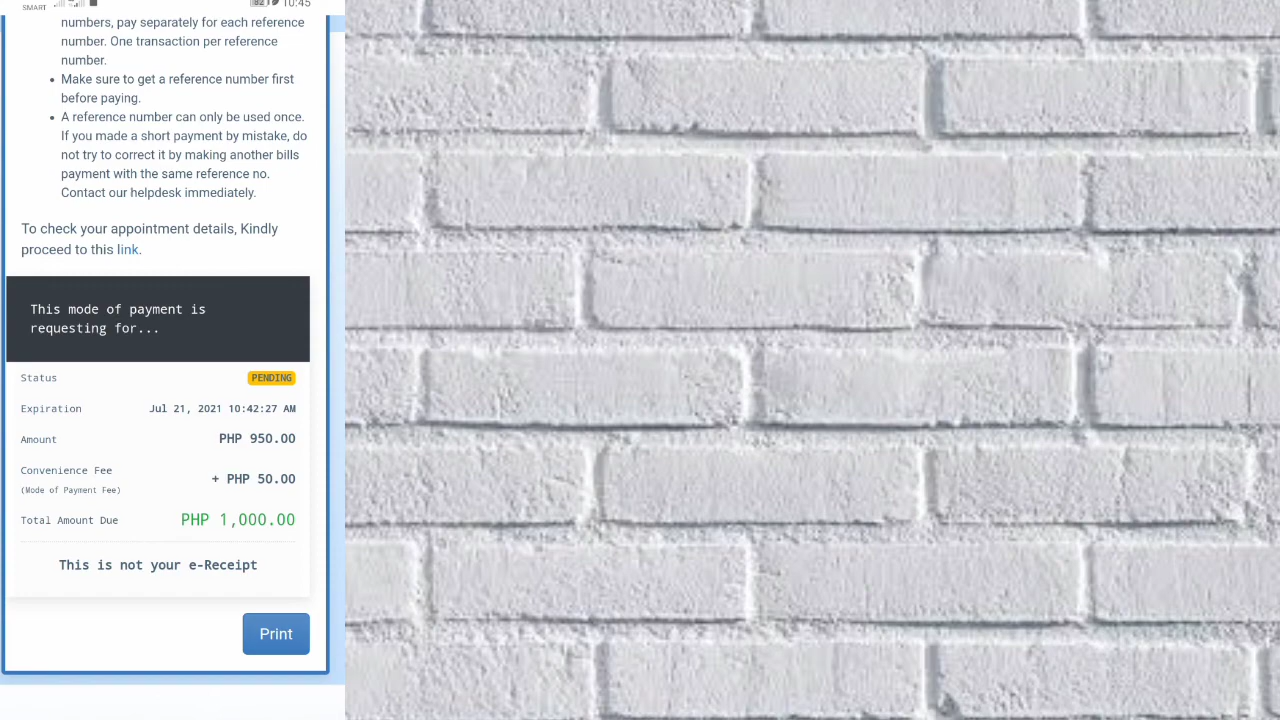 SMART 82 10:45
numbers, pay separately for each reference
number. One transaction per reference
number.
• Make sure to get a reference number first
before paying.
• A reference number can only be used once.
If you made a short payment by mistake, do
not try to correct it by making another bills
payment with the same reference no.
Contact our helpdesk immediately.
To check your appointment details, Kindly
proceed to this link.
This mode of payment is
requesting for...
Status PENDING
Expiration Jul 21, 2021 10:42:27 AM
Amount PHP 950.00
Convenience Fee + PHP 50.00
(Mode of Payment Fee)
Total Amount Due PHP 1,000.00
This is not your e-Receipt
Print